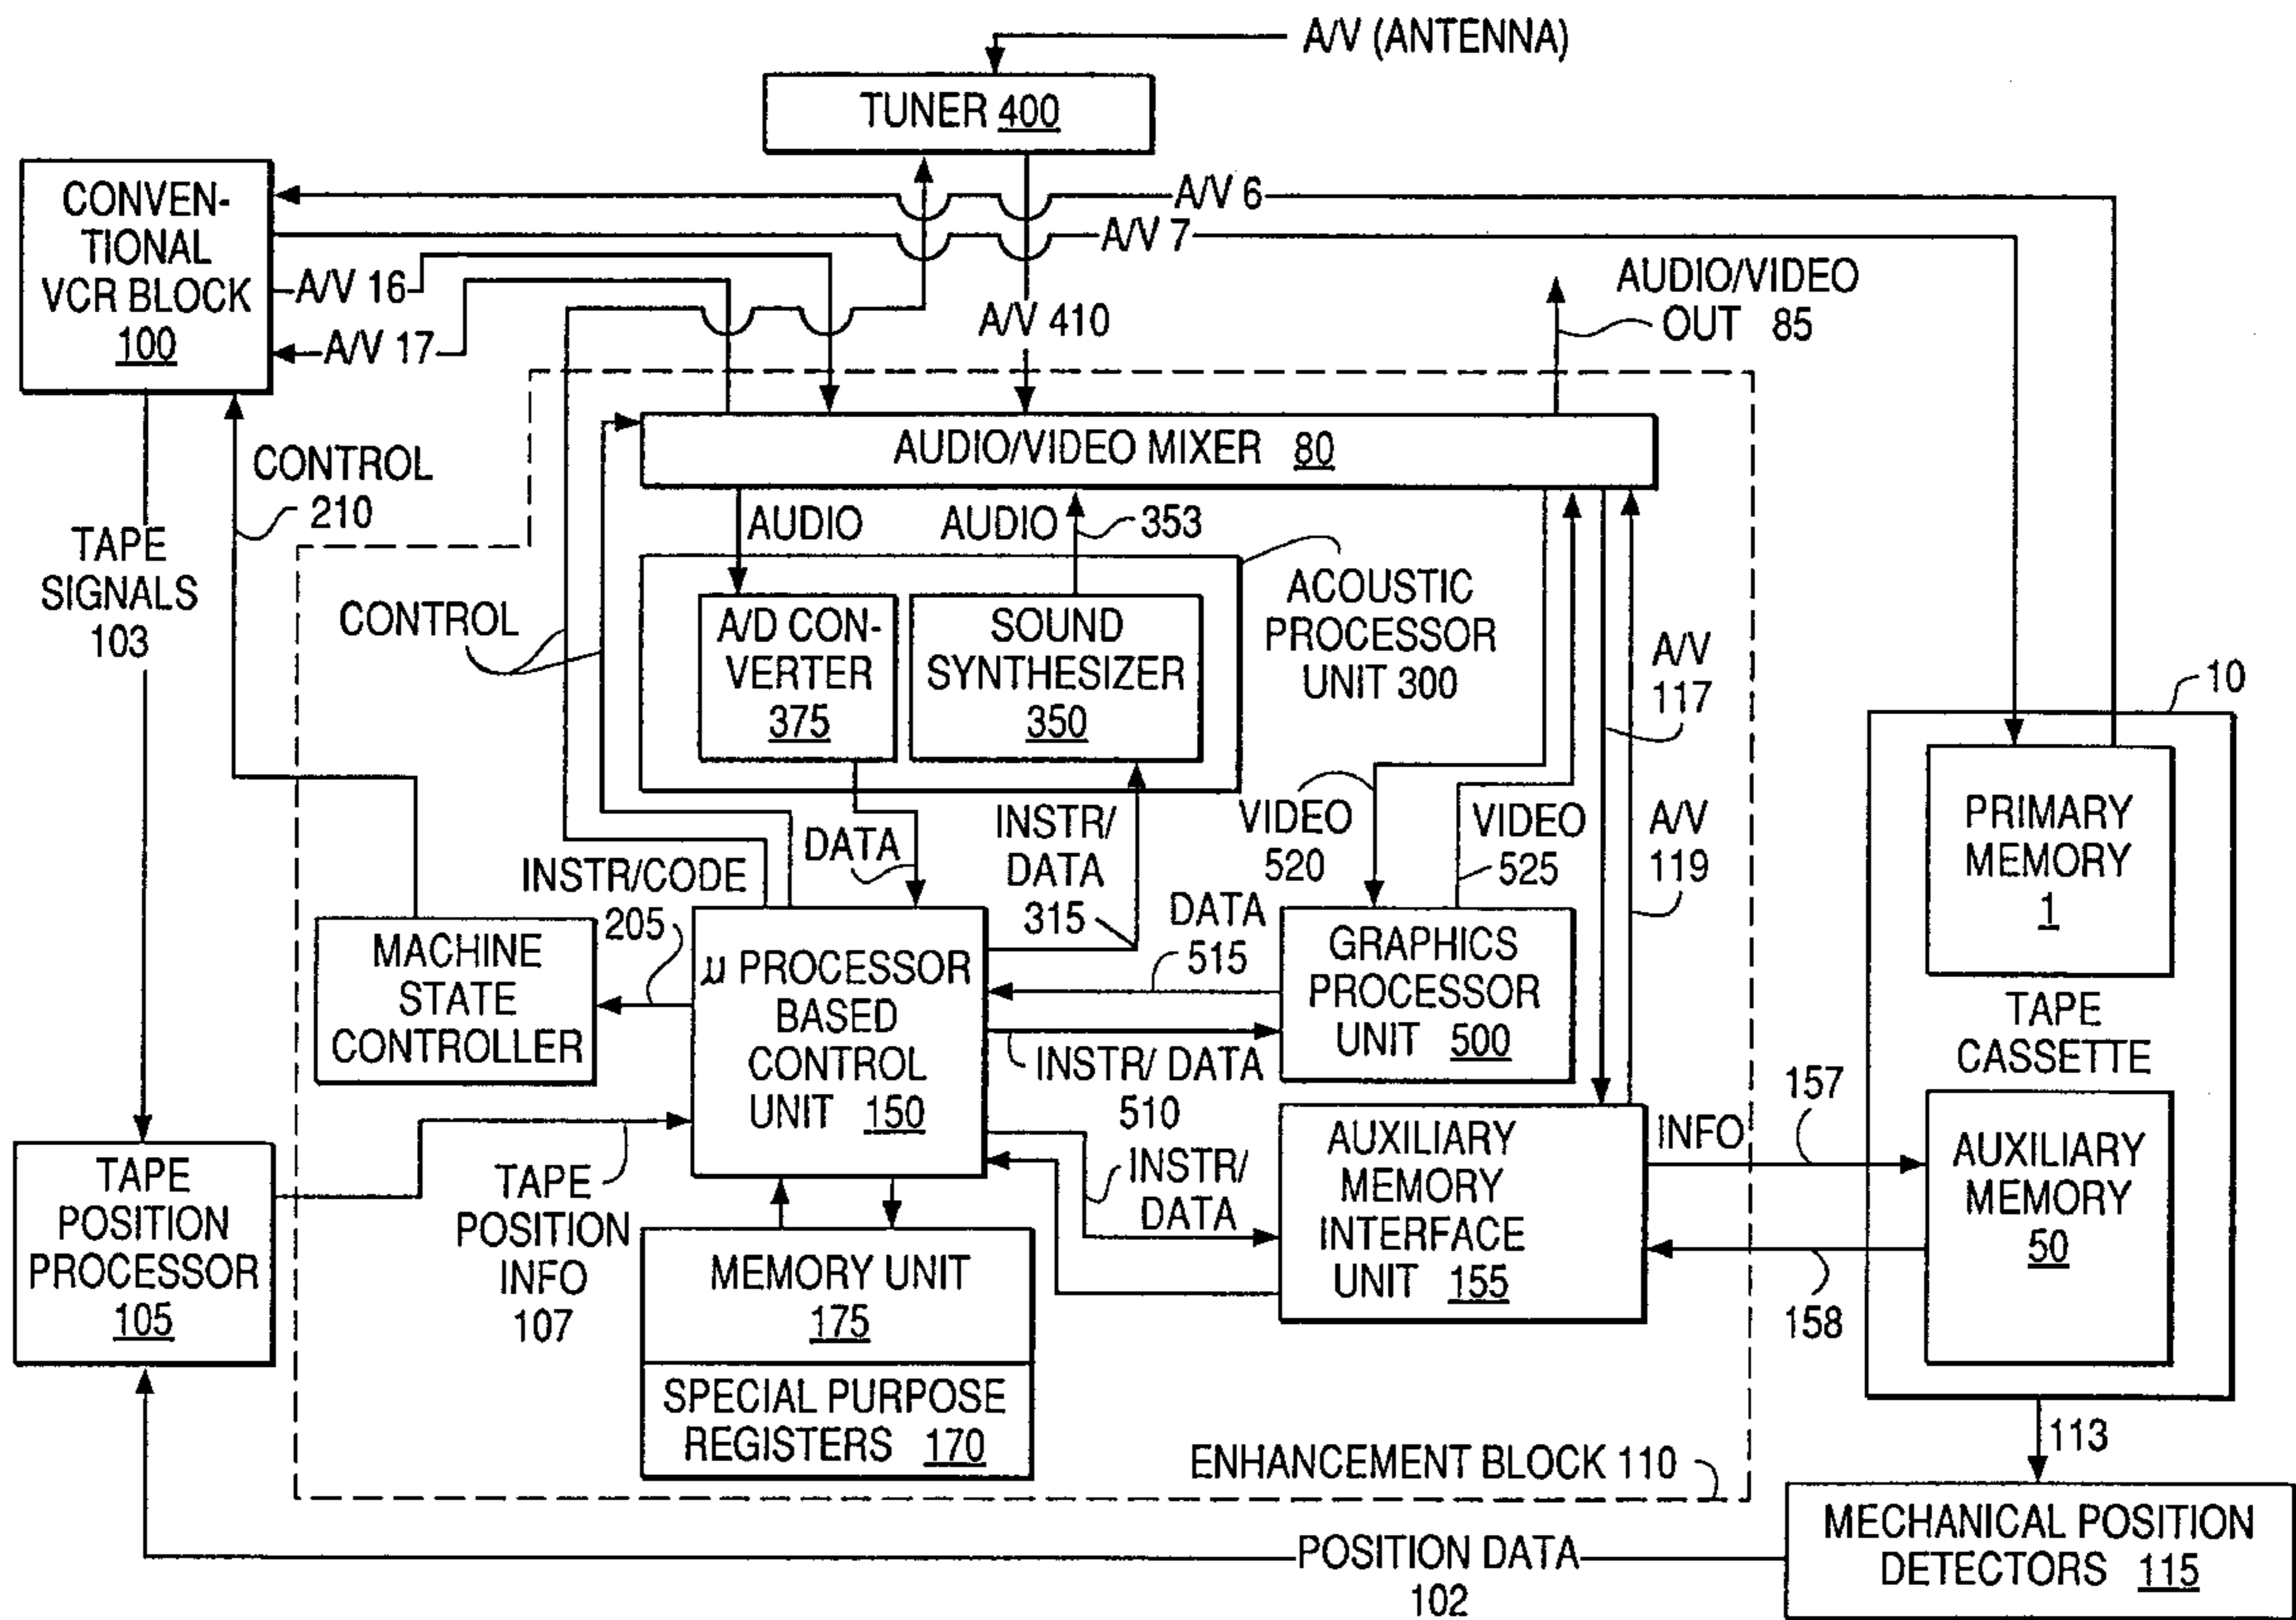 A/V (ANTENNA)
TUNER 400
CONVEN-
TIONAL
VCR BLOCK
100
A/V 6
A/V 7
A/V 16
A/V 17
A/V 410
AUDIO/VIDEO
OUT 85
AUDIO/VIDEO MIXER 80
CONTROL
210
TAPE
SIGNALS
103
AUDIO
AUDIO
353
CONTROL
A/D CON-
VERTER
375
SOUND
SYNTHESIZER
350
ACOUSTIC
PROCESSOR
UNIT 300
A/V
117
10
VIDEO
520
VIDEO
525
A/V
119
PRIMARY
MEMORY
1
DATA
INSTR/
DATA
315
INSTR/CODE
205
DATA
515
MACHINE
STATE
CONTROLLER
μ PROCESSOR
BASED
CONTROL
UNIT 150
GRAPHICS
PROCESSOR
UNIT 500
INSTR/ DATA
510
TAPE
CASSETTE
157
INFO
TAPE
POSITION
PROCESSOR
105
TAPE
POSITION
INFO
107
INSTR/
DATA
AUXILIARY
MEMORY
INTERFACE
UNIT 155
AUXILIARY
MEMORY
50
158
MEMORY UNIT
175
SPECIAL PURPOSE
REGISTERS 170
ENHANCEMENT BLOCK 110
113
MECHANICAL POSITION
DETECTORS 115
POSITION DATA
102